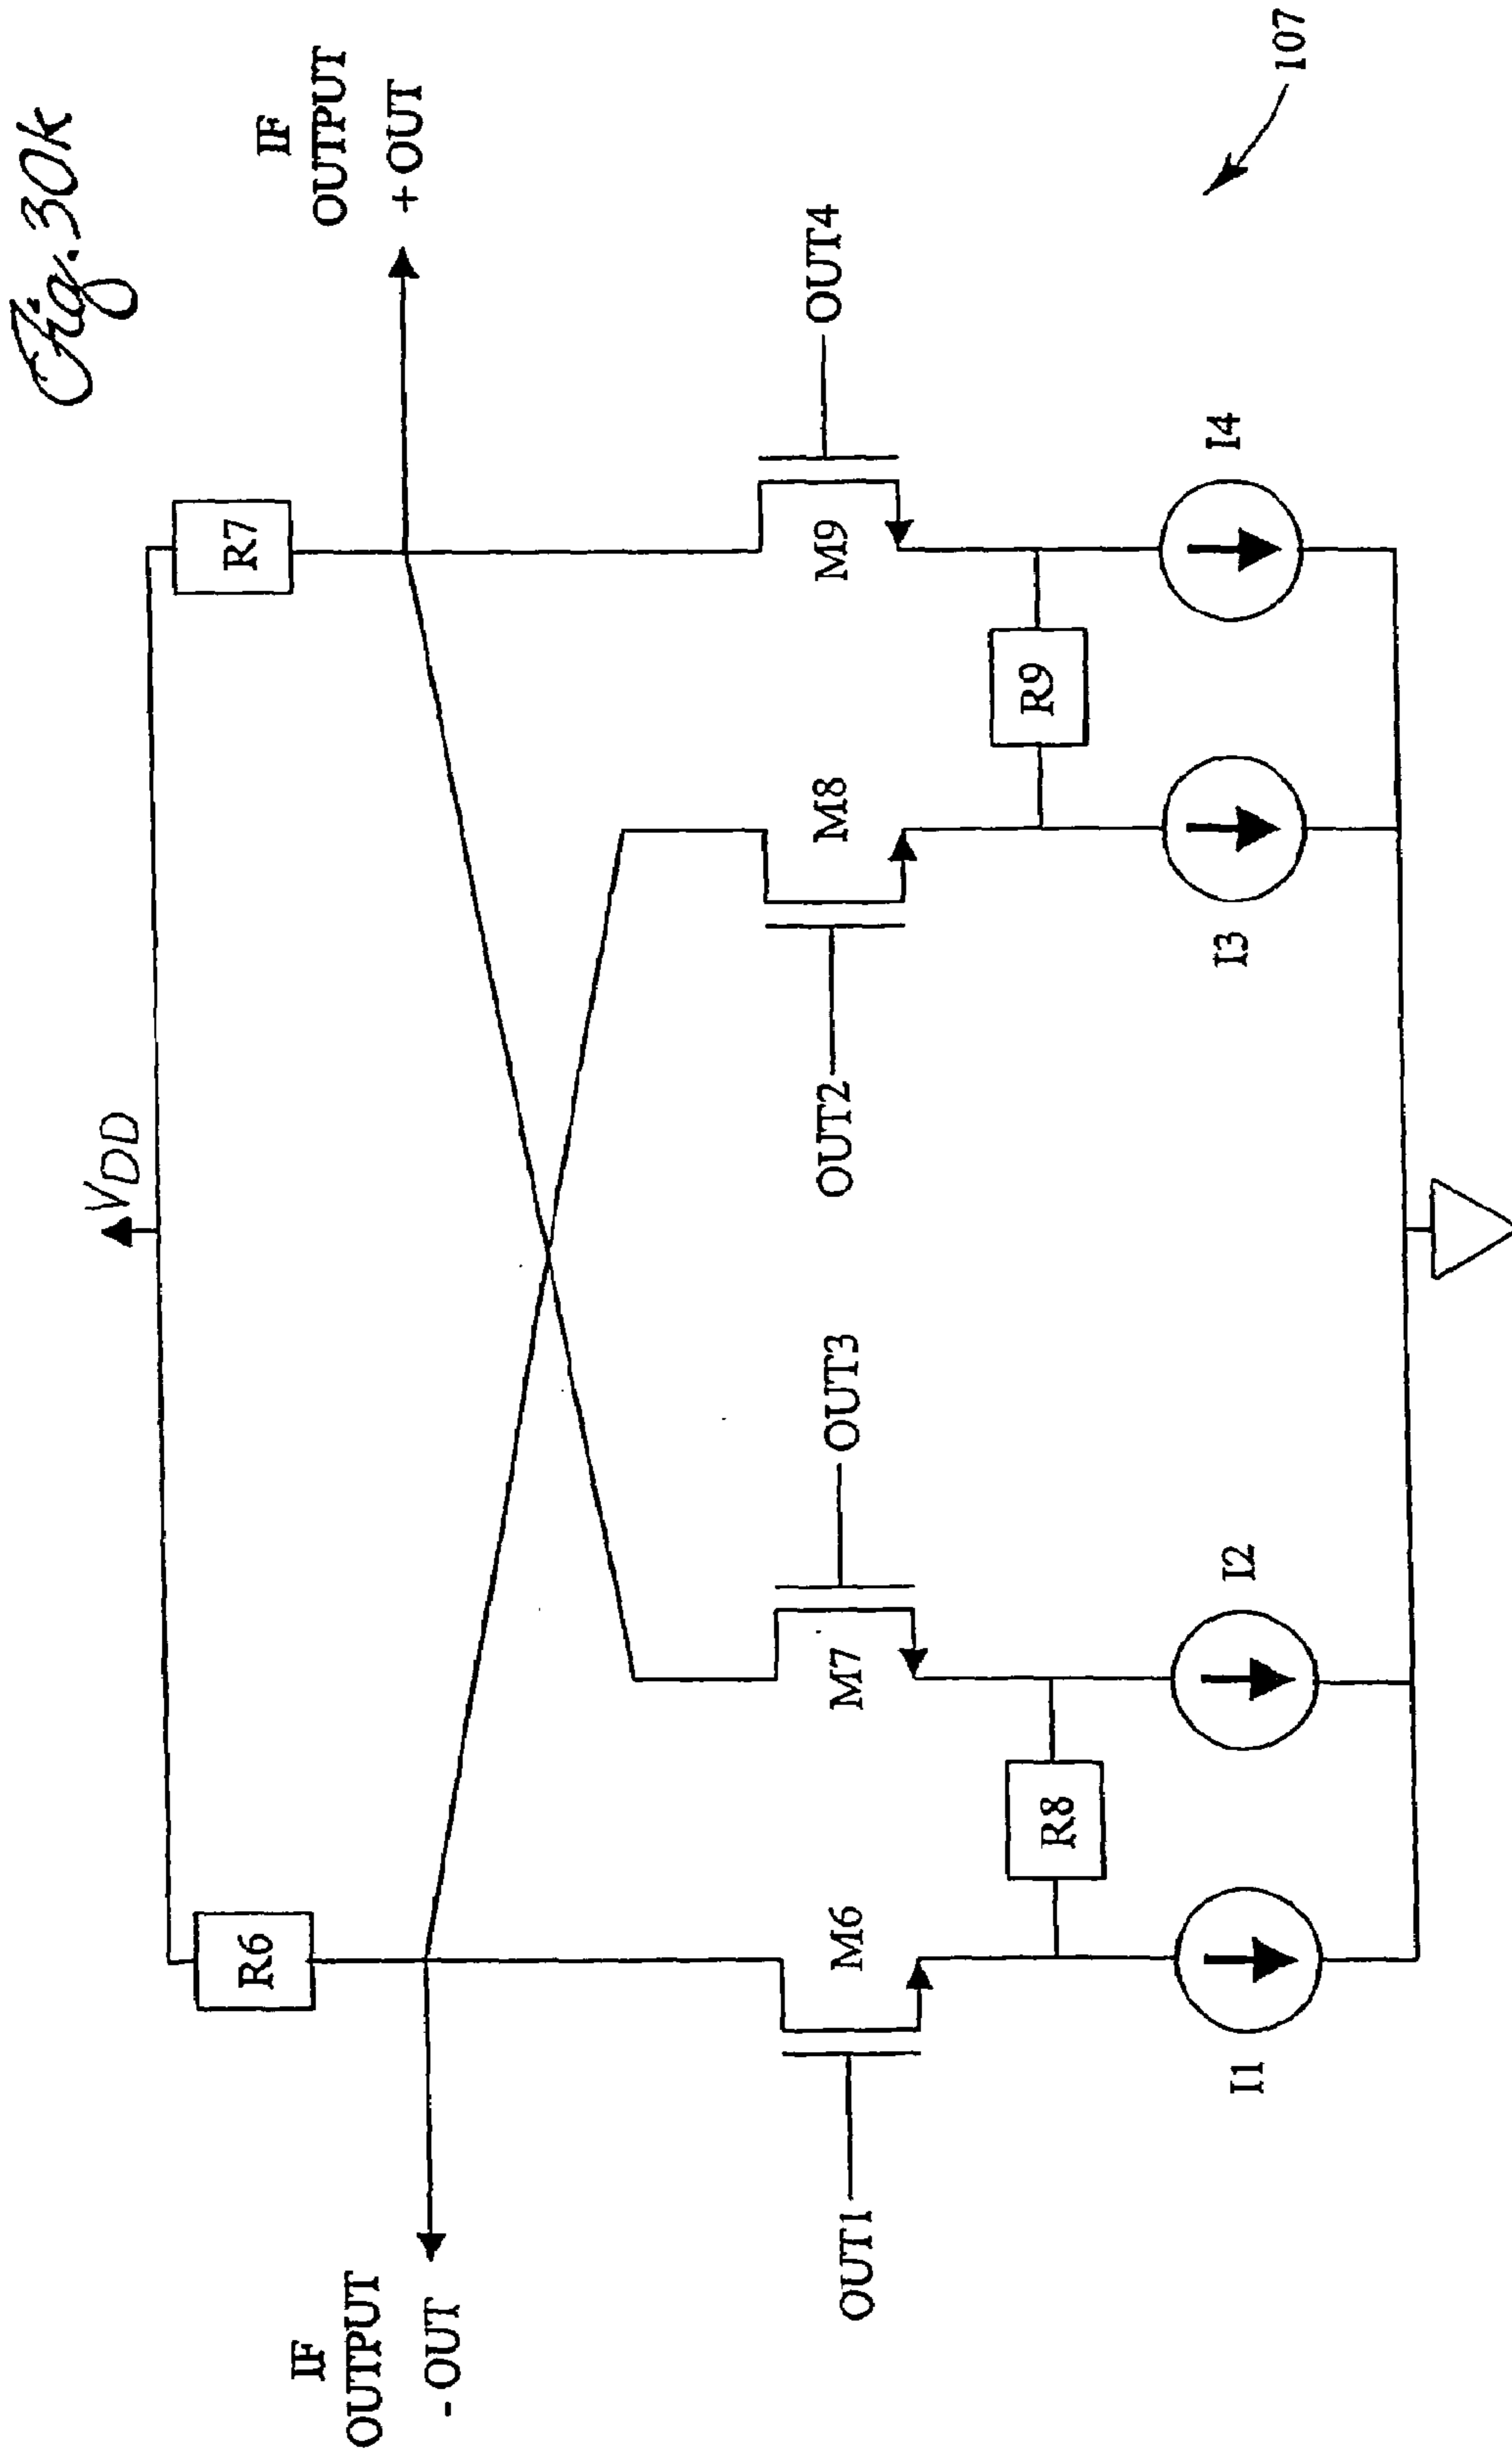 Fig. 30k
VDD
R6
R7
IF
OUTPUT
- OUT
IF
OUTPUT
+ OUT
OUT1
M6
M7
OUT3
OUT2
M8
M9
OUT4
R8
R9
I1
I2
I3
I4
107